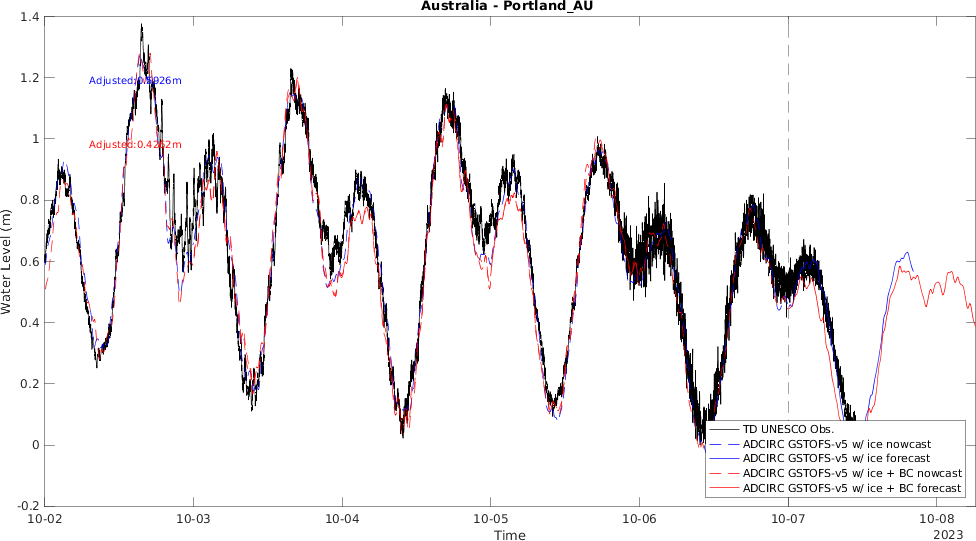 Australia - Portland_AU
1.4
1.2
1
0.8
0.6
0.4
0.2
0
-0.2
Water Level (m)
Adjusted:
Adjusted:0.4262m
TD UNESCO Obs.
ADCIRC GSTOFS-v5 w/ ice nowcast
ADCIRC GSTOFS-v5 w/ ice forecast
ADCIRC GSTOFS-v5 w/ ice + BC nowcast
ADCIRC GSTOFS-v5 w/ ice + BC forecast
10-02 10-03 10-04 10-05 10-06 10-07 10-08
Time
2023